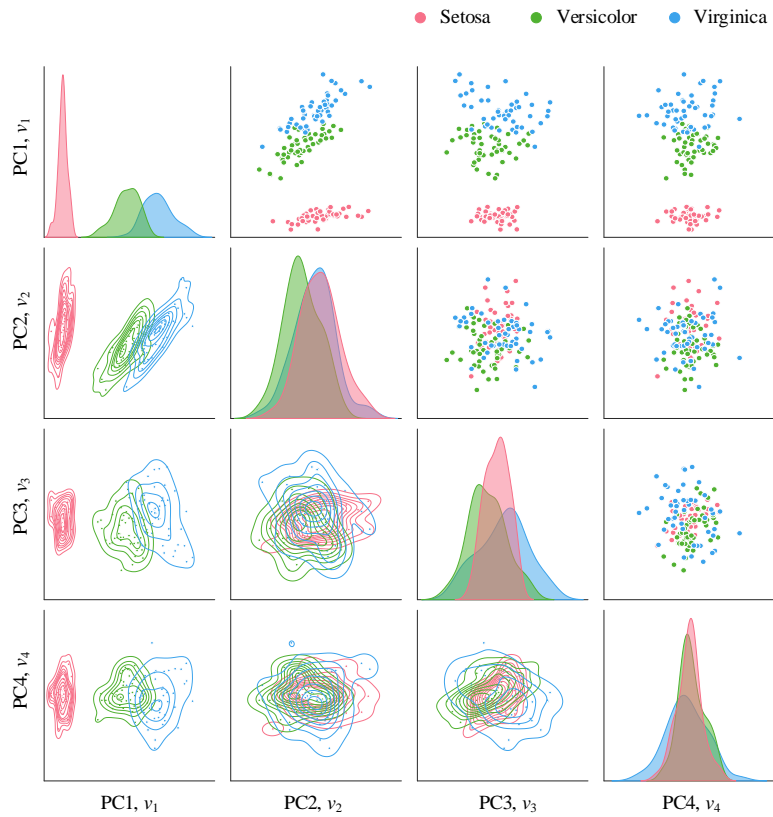 Setosa Versicolor Virginica
PC1, v₁
PC2, v₂
PC3, v₃
PC4, v₄
PC1, v₁ PC2, v₂ PC3, v₃ PC4, v₄